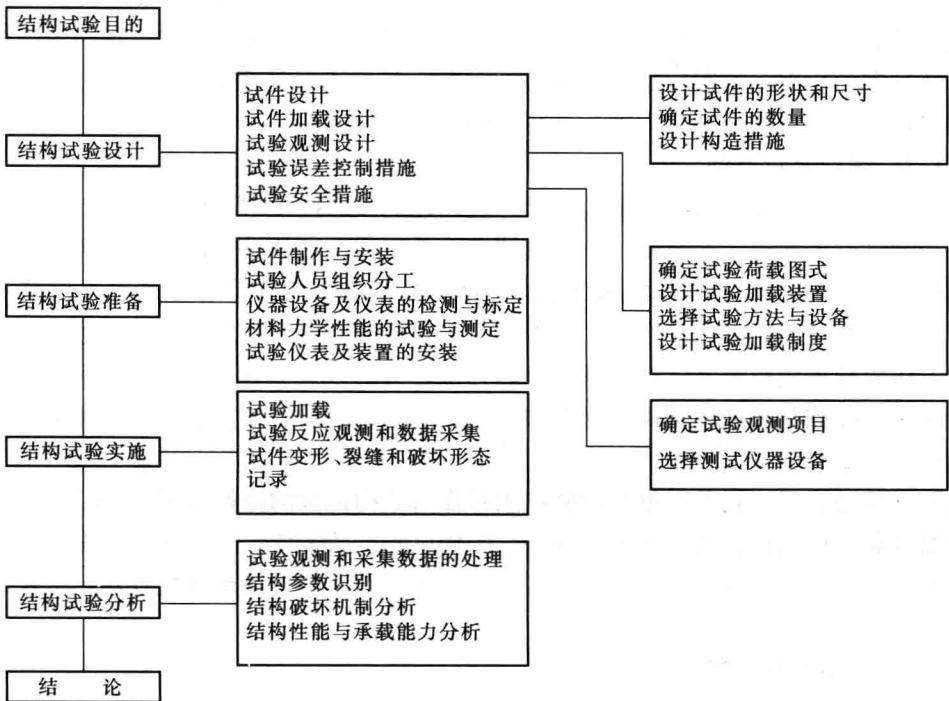 结构试验目的
结构试验设计
试件设计
试件加载设计
试验观测设计
试验误差控制措施
试验安全措施
设计试件的形状和尺寸
确定试件的数量
设计构造措施
确定试验荷载图式
设计试验加载装置
选择试验方法与设备
设计试验加载制度
确定试验观测项目
选择测试仪器设备
结构试验准备
试件制作与安装
试验人员组织分工
仪器设备及仪表的检测与标定
材料力学性能的试验与测定
试验仪表及装置的安装
结构试验实施
试验加载
试验反应观测和数据采集
试件变形、裂缝和破坏形态
记录
结构试验分析
试验观测和采集数据的处理
结构参数识别
结构破坏机制分析
结构性能与承载能力分析
结 论